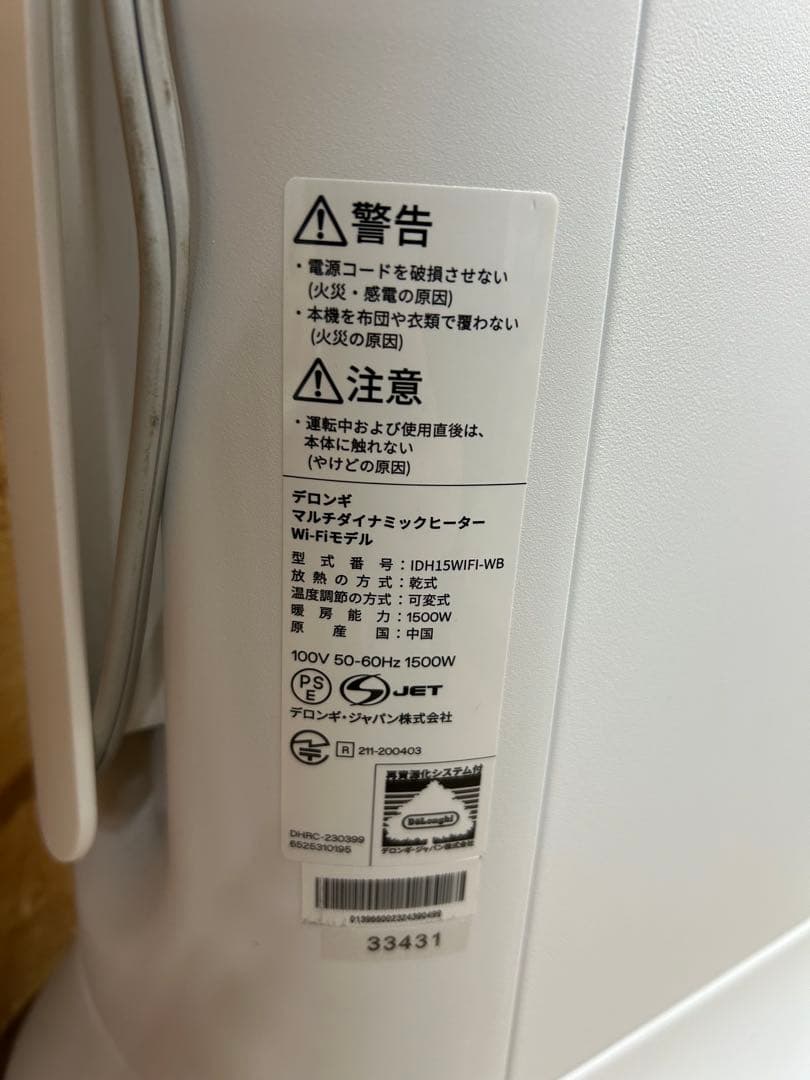 警告
・電源コードを破損させない
(火災・感電の原因)
・本機を布団や衣類で覆わない
(火災の原因)
注意
・運転中および使用直後は、
本体に触れない
(やけどの原因)
デロンギ
マルチダイナミックヒーター
Wi-Fiモデル
型式番号：IDH15WIFI-WB
放熱の方式：乾式
温度調節の方式：可変式
暖房能力：1500W
原産国：中国
100V 50-60Hz 1500W
PSE JET
デロンギ・ジャパン株式会社
R 211-200403
再資源化システム付
DeLonghi
デロンギ・ジャパン株式会社
DHRC-230399
6525310195
013965002324390499
33431